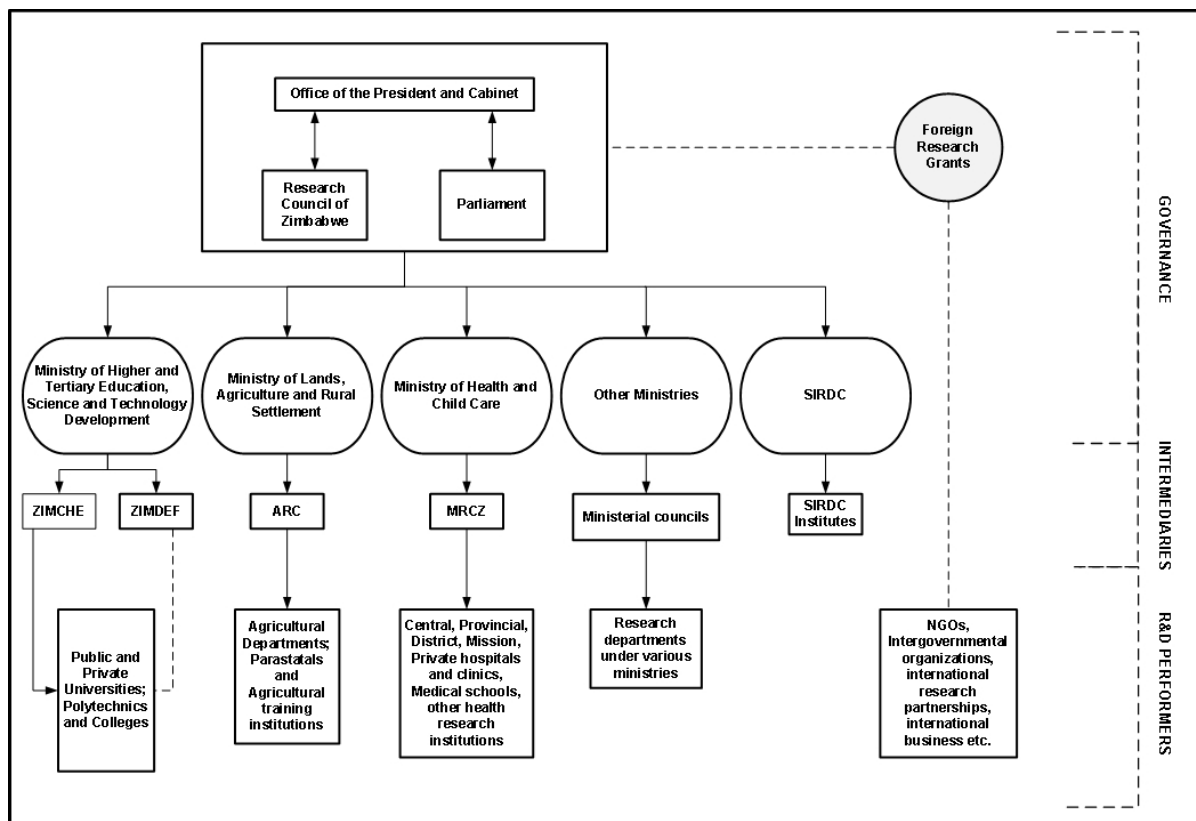 Office of the President and Cabinet
Research
Council of
Zimbabwe
Parliament
Foreign
Research
Grants
GOVERNANCE
Ministry of Higher and
Tertiary Education,
Science and Technology
Development
Ministry of Lands,
Agriculture and Rural
Settlement
Ministry of Health and
Child Care
Other Ministries
SIRDC
INTERMEDIARIES
ZIMCHE
ZIMDEF
ARC
MRCZ
Ministerial councils
SIRDC
Institutes
R&D PERFORMERS
Public and
Private
Universities;
Polytechnics
and Colleges
Agricultural
Departments;
Parastatals
and
Agricultural
training
institutions
Central, Provincial,
District, Mission,
Private hospitals
and clinics,
Medical schools,
other health
research
institutions
Research
departments
under various
ministries
NGOs,
Intergovernmental
organizations,
international
research
partnerships,
international
business etc.